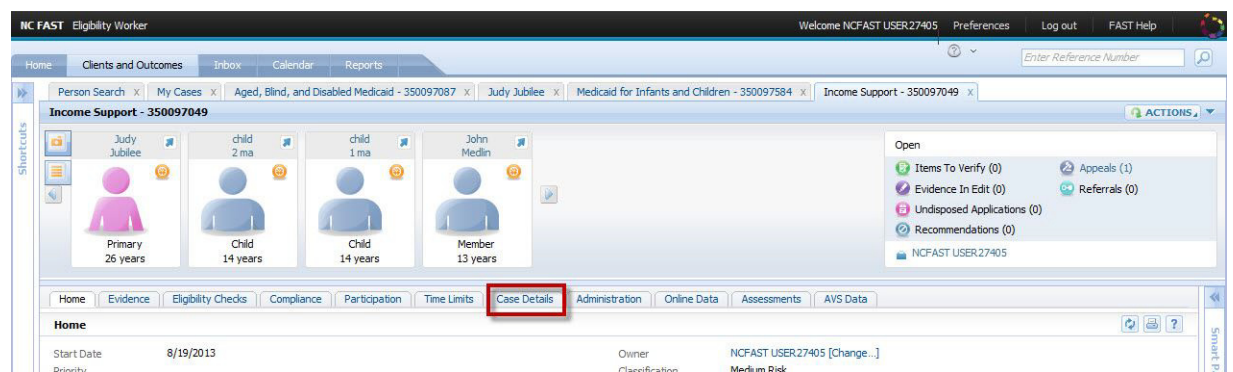 NC FAST Eligibility Worker
Welcome NCFAST USER27405 Preferences Log out FAST Help
Home Clients and Outcomes Inbox Calendar Reports
? Enter Reference Number
Person Search X My Cases X Aged, Blind, and Disabled Medicaid - 350097087 X Judy Jubilee X Medicaid for Infants and Children - 350097584 X Income Support - 350097049 X
Income Support - 350097049
ACTIONS
Shortcuts
Judy
Jubilee
Primary
26 years
child
2 ma
Child
14 years
child
1 ma
Child
14 years
John
Medlin
Member
13 years
Open
Items To Verify (0) Appeals (1)
Evidence In Edit (0) Referrals (0)
Undisposed Applications (0)
Recommendations (0)
NCFAST USER27405
Home Evidence Eligibility Checks Compliance Participation Time Limits Case Details Administration Online Data Assessments AVS Data
Home
?
Start Date 8/19/2013 Owner NCFAST USER27405 [Change...]
Priority Classification Medium Risk
Smart P